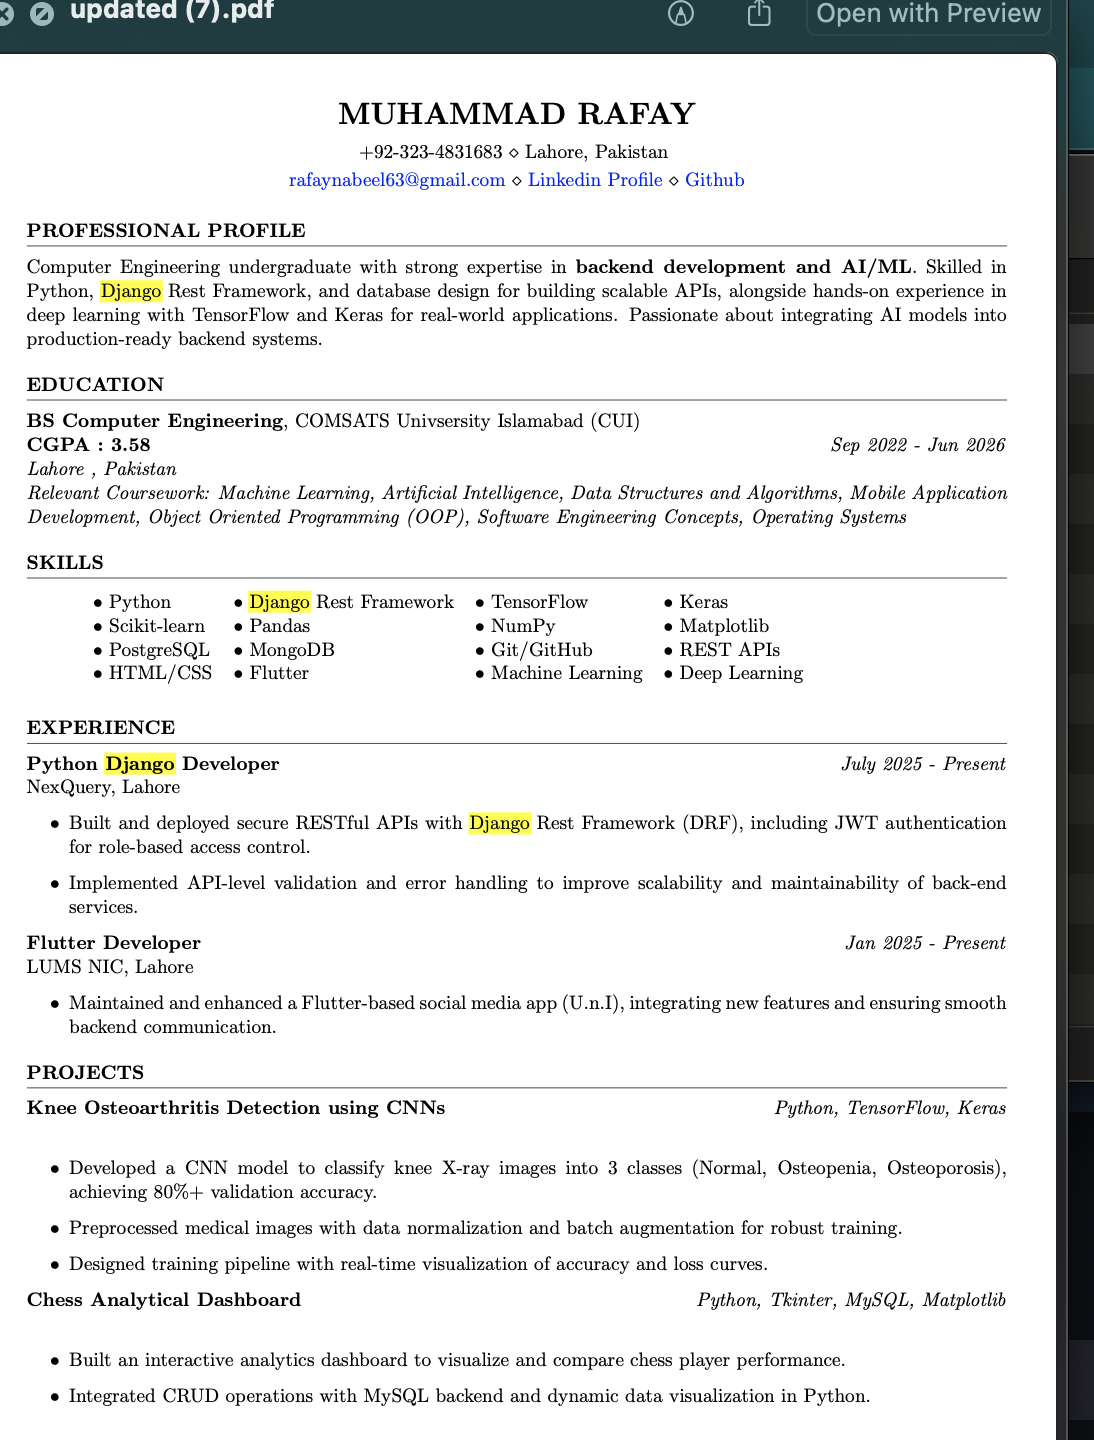 updated (7).pdf
Open with Preview
MUHAMMAD RAFAY
+92-323-4831683 ⋄ Lahore, Pakistan
rafaynabeel63@gmail.com ⋄ Linkedin Profile ⋄ Github
PROFESSIONAL PROFILE
Computer Engineering undergraduate with strong expertise in backend development and AI/ML. Skilled in
Python, Django Rest Framework, and database design for building scalable APIs, alongside hands-on experience in
deep learning with TensorFlow and Keras for real-world applications. Passionate about integrating AI models into
production-ready backend systems.
EDUCATION
BS Computer Engineering, COMSATS Univsersity Islamabad (CUI)
CGPA : 3.58 Sep 2022 - Jun 2026
Lahore , Pakistan
Relevant Coursework: Machine Learning, Artificial Intelligence, Data Structures and Algorithms, Mobile Application
Development, Object Oriented Programming (OOP), Software Engineering Concepts, Operating Systems
SKILLS
• Python • Django Rest Framework • TensorFlow • Keras
• Scikit-learn • Pandas • NumPy • Matplotlib
• PostgreSQL • MongoDB • Git/GitHub • REST APIs
• HTML/CSS • Flutter • Machine Learning • Deep Learning
EXPERIENCE
Python Django Developer July 2025 - Present
NexQuery, Lahore
• Built and deployed secure RESTful APIs with Django Rest Framework (DRF), including JWT authentication
for role-based access control.
• Implemented API-level validation and error handling to improve scalability and maintainability of back-end
services.
Flutter Developer Jan 2025 - Present
LUMS NIC, Lahore
• Maintained and enhanced a Flutter-based social media app (U.n.I), integrating new features and ensuring smooth
backend communication.
PROJECTS
Knee Osteoarthritis Detection using CNNs Python, TensorFlow, Keras
• Developed a CNN model to classify knee X-ray images into 3 classes (Normal, Osteopenia, Osteoporosis),
achieving 80%+ validation accuracy.
• Preprocessed medical images with data normalization and batch augmentation for robust training.
• Designed training pipeline with real-time visualization of accuracy and loss curves.
Chess Analytical Dashboard Python, Tkinter, MySQL, Matplotlib
• Built an interactive analytics dashboard to visualize and compare chess player performance.
• Integrated CRUD operations with MySQL backend and dynamic data visualization in Python.